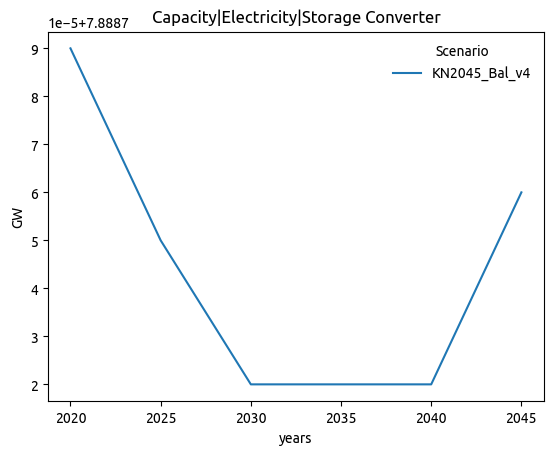 Capacity|Electricity|Storage Converter
1e-5+7.8887
Scenario
KN2045_Bal_v4
9
8
7
6
5
4
3
2
GW
2020 2025 2030 2035 2040 2045
years